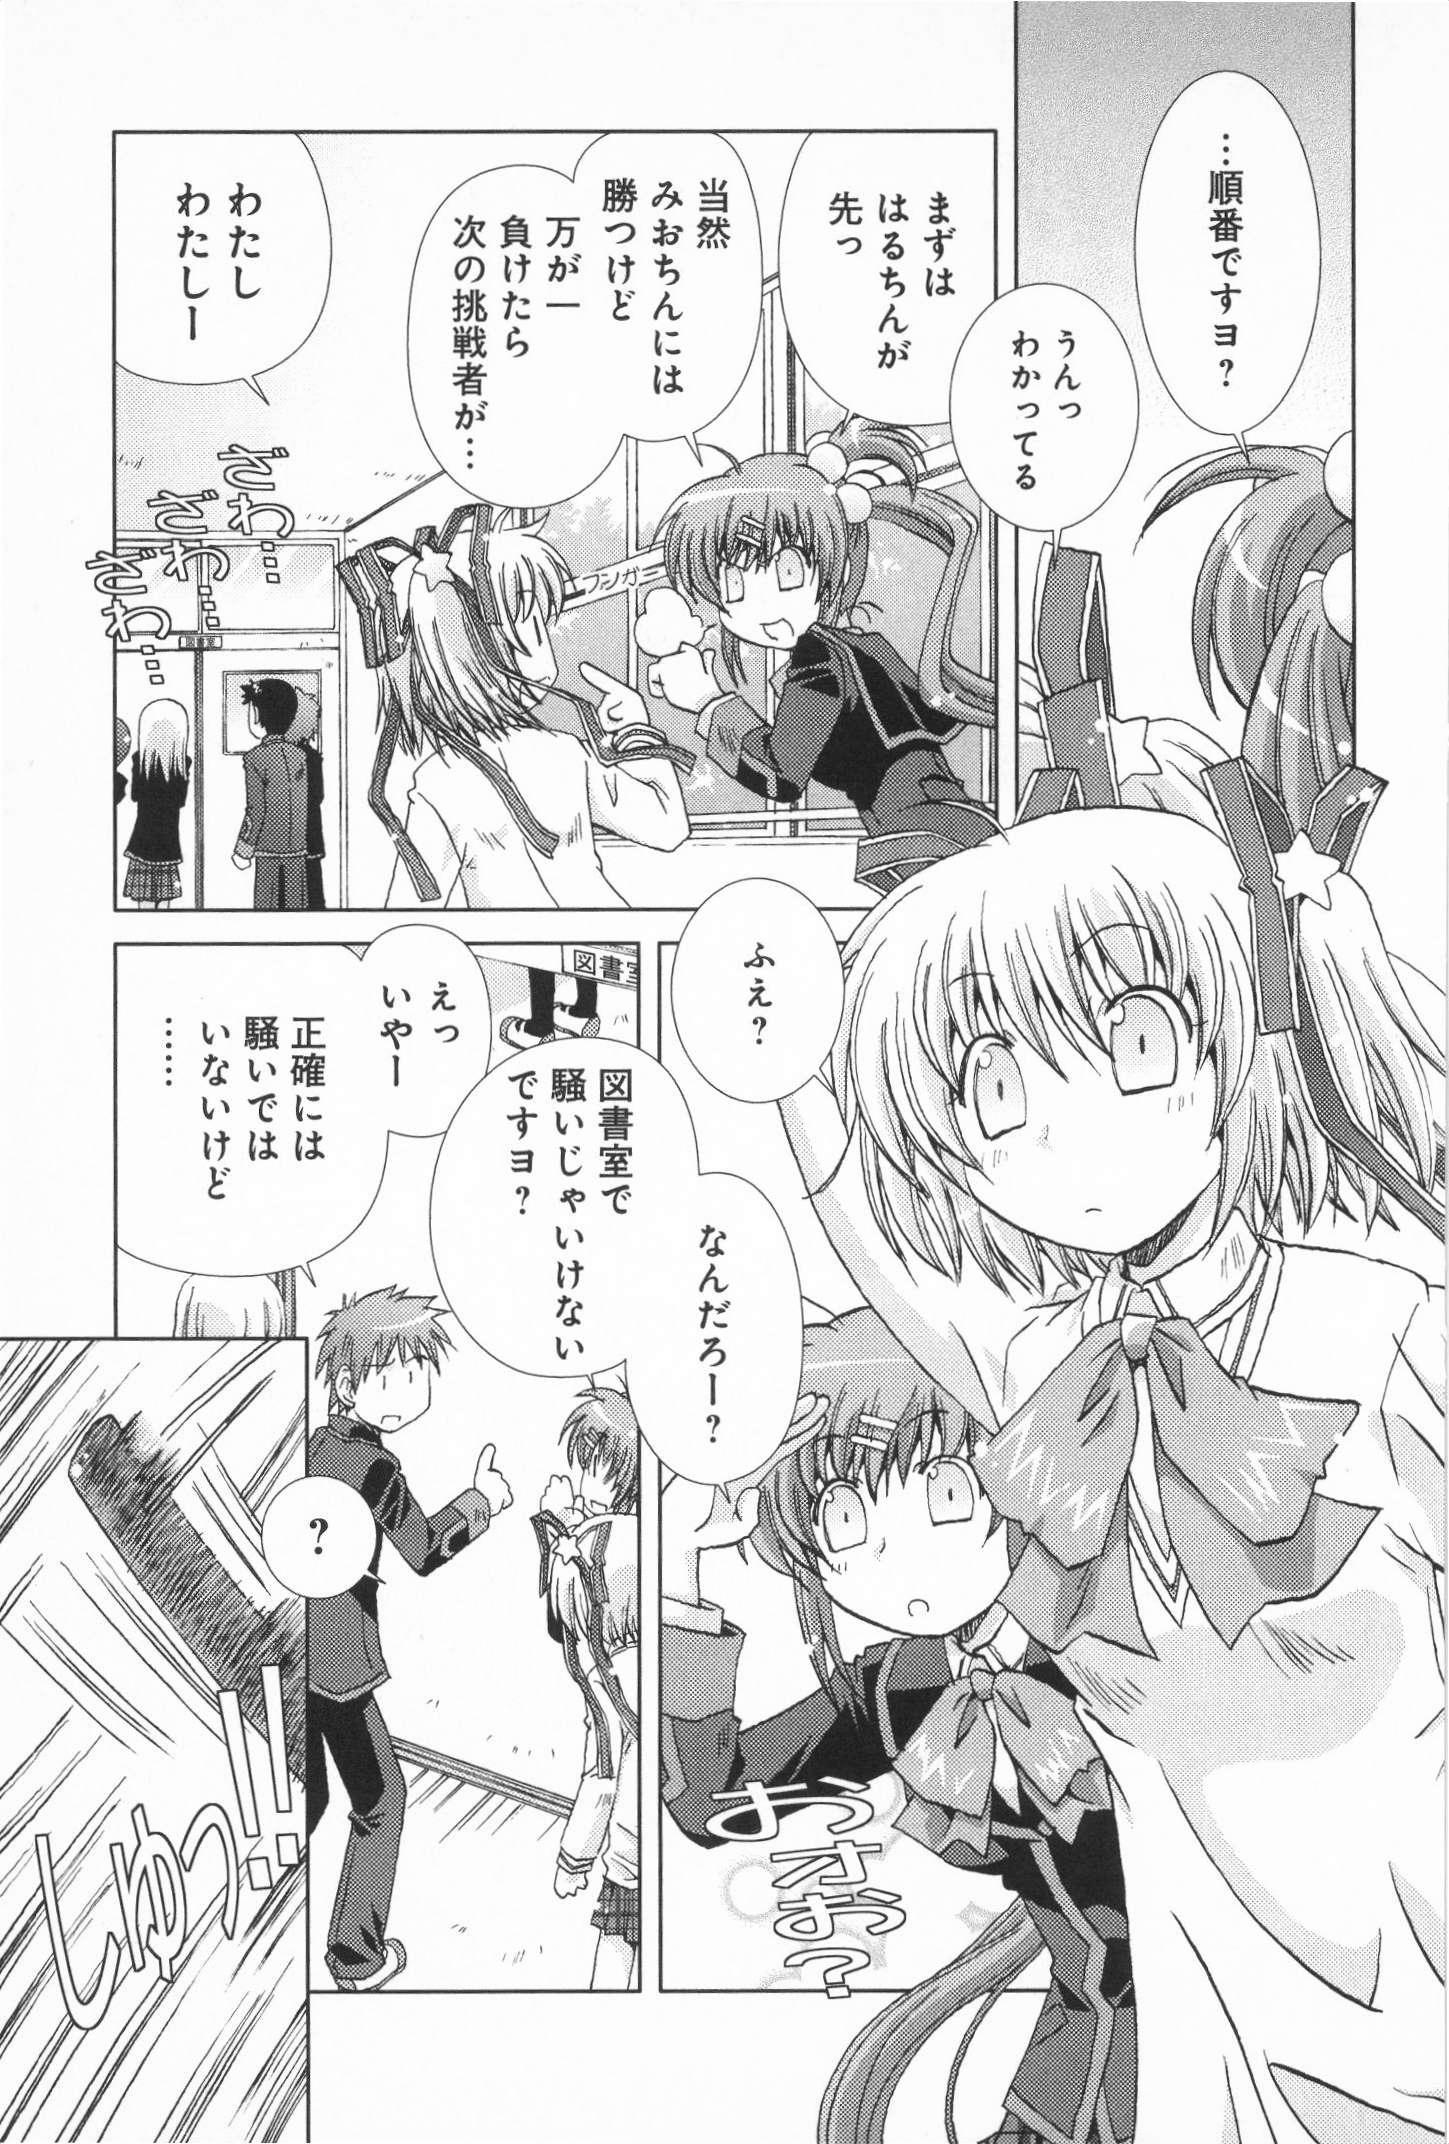 …順番ですヨ？
うんっ
わかってる
まずは
はるちんが
先っ
当然
みおちんには
勝つけど
万が一
負けたら
次の挑戦者が…
わたし
わたしー
ざわ…
ざわ…
ざわ…
図書室
ふえ？
なんだろー？
おおお？
図書室
図書室で
騒いじゃいけない
ですヨ？
えっ
いやー
正確には
騒いでは
いないけど
……
？
しゅっ!!